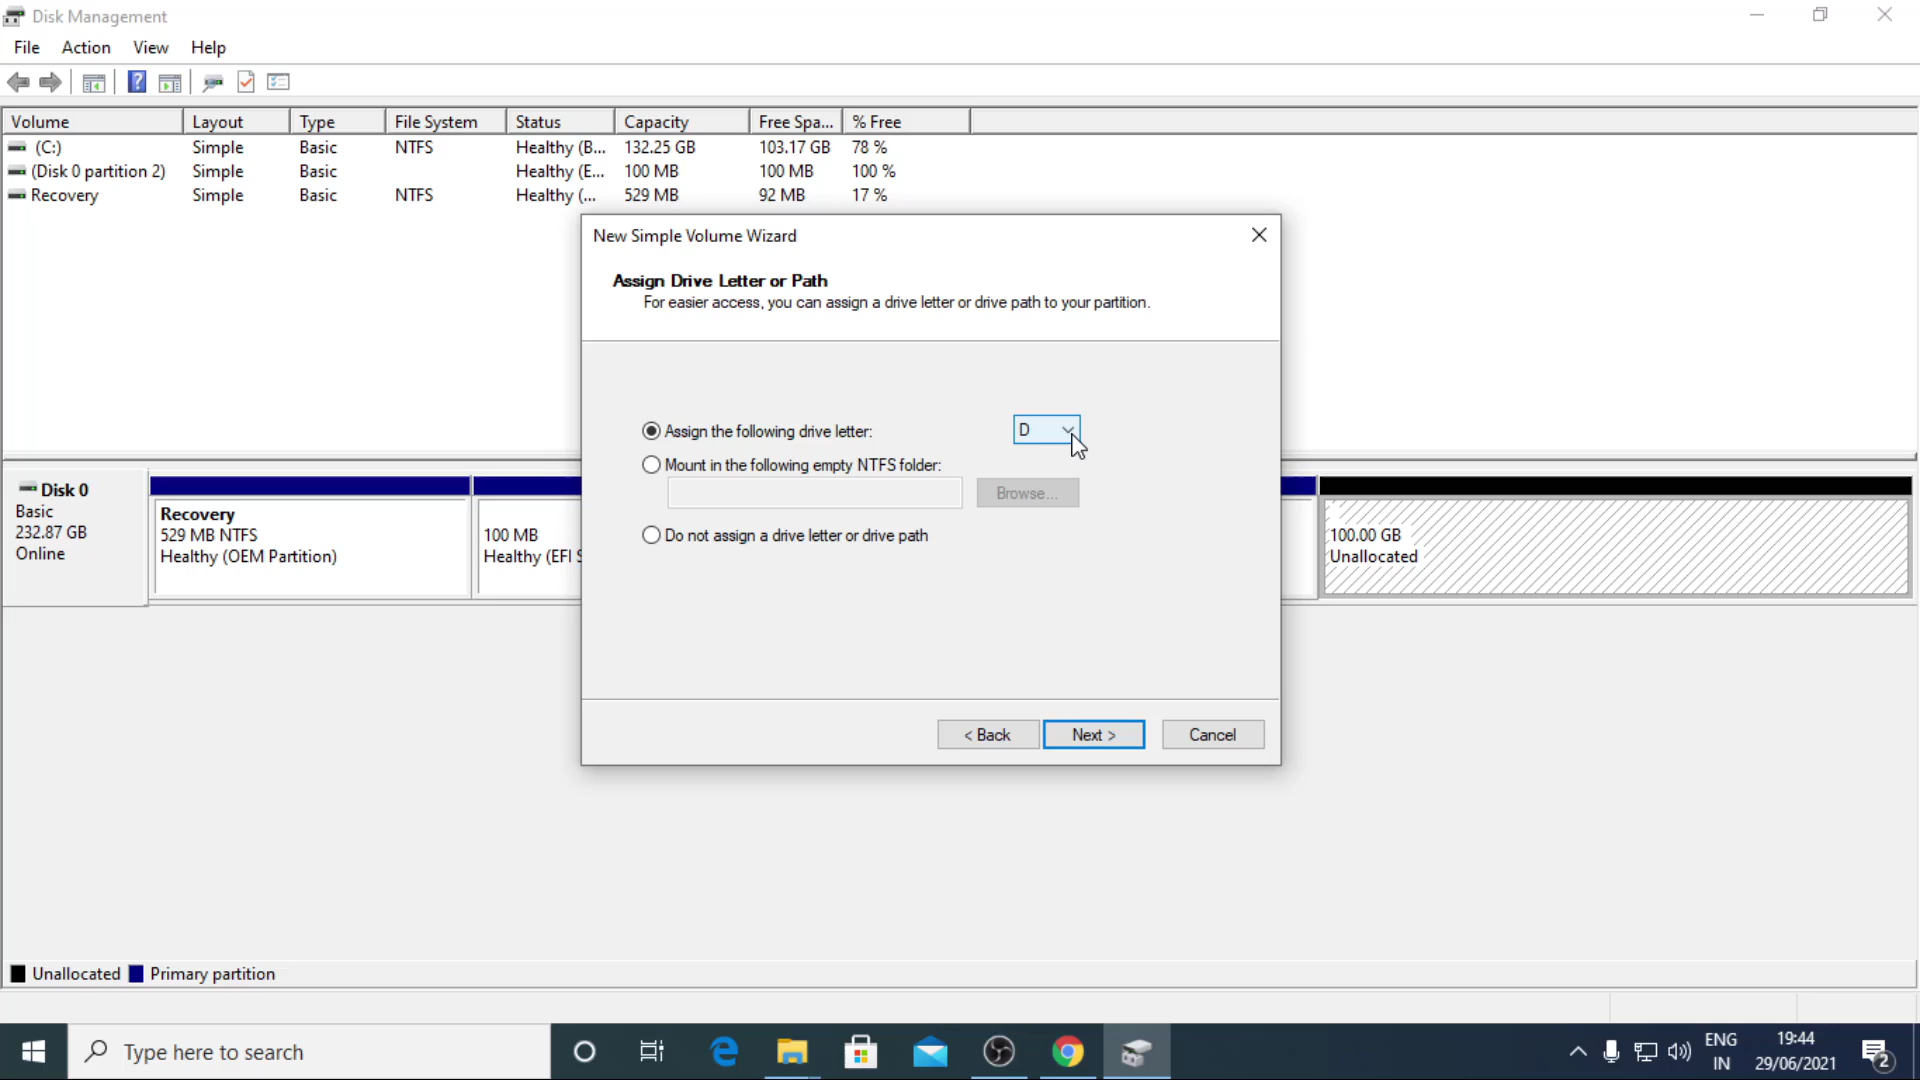 Disk Management
File Action View Help
Volume Layout Type File System Status Capacity Free Spa... % Free
(C:) Simple Basic NTFS Healthy (B... 132.25 GB 103.17 GB 78 %
(Disk 0 partition 2) Simple Basic Healthy (E... 100 MB 100 MB 100 %
Recovery Simple Basic NTFS Healthy (... 529 MB 92 MB 17 %
New Simple Volume Wizard
Assign Drive Letter or Path
For easier access, you can assign a drive letter or drive path to your partition.
Assign the following drive letter: D
Mount in the following empty NTFS folder:
Browse...
Do not assign a drive letter or drive path
< Back Next > Cancel
Disk 0
Basic
232.87 GB
Online
Recovery
529 MB NTFS
Healthy (OEM Partition)
100 MB
Healthy (EFI S
100.00 GB
Unallocated
Unallocated Primary partition
Type here to search
ENG
IN
19:44
29/06/2021
2